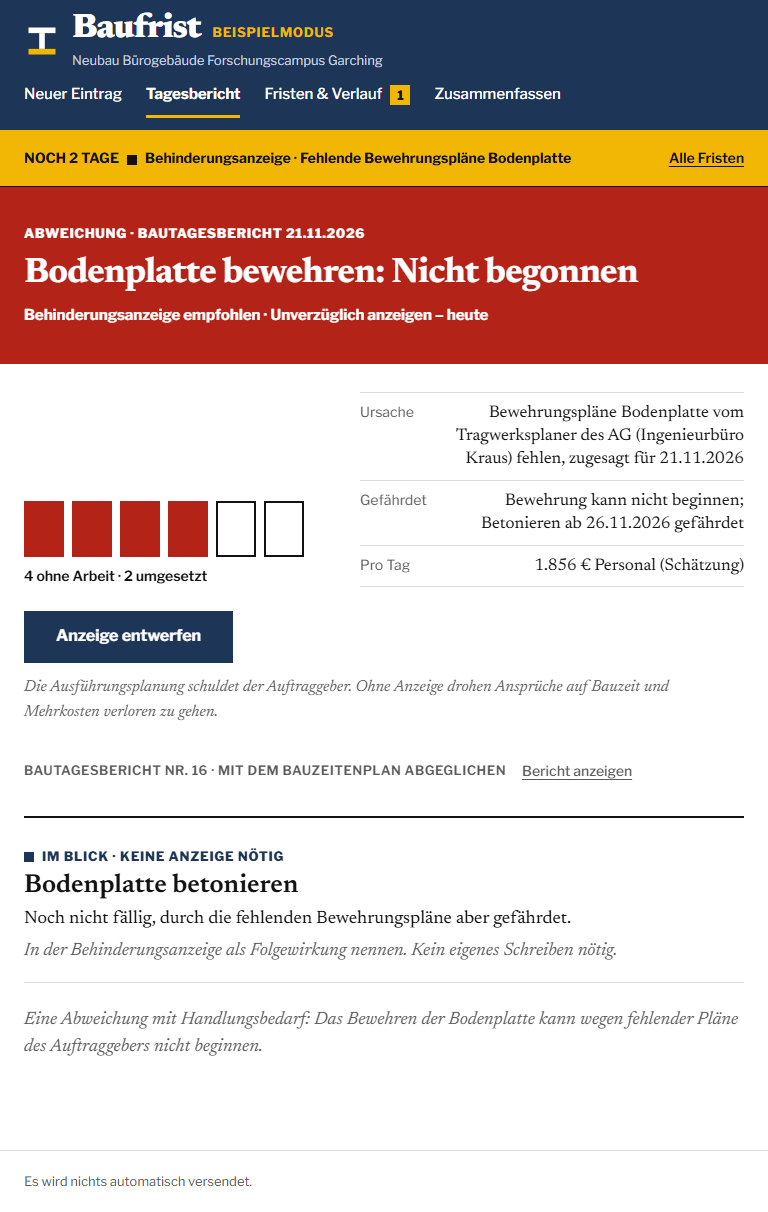 Baufrist BEISPIELMODUS
Neubau Bürogebäude Forschungscampus Garching
Neuer Eintrag Tagesbericht Fristen & Verlauf 1 Zusammenfassen
NOCH 2 TAGE ■ Behinderungsanzeige · Fehlende Bewehrungspläne Bodenplatte Alle Fristen
ABWEICHUNG · BAUTAGESBERICHT 21.11.2026
Bodenplatte bewehren: Nicht begonnen
Behinderungsanzeige empfohlen · Unverzüglich anzeigen – heute
Ursache Bewehrungspläne Bodenplatte vom
Tragwerksplaner des AG (Ingenieurbüro
Kraus) fehlen, zugesagt für 21.11.2026
Gefährdet Bewehrung kann nicht beginnen;
Betonieren ab 26.11.2026 gefährdet
Pro Tag 1.856 € Personal (Schätzung)
4 ohne Arbeit · 2 umgesetzt
Anzeige entwerfen
Die Ausführungsplanung schuldet der Auftraggeber. Ohne Anzeige drohen Ansprüche auf Bauzeit und
Mehrkosten verloren zu gehen.
BAUTAGESBERICHT NR. 16 · MIT DEM BAUZEITENPLAN ABGEGLICHEN Bericht anzeigen
IM BLICK · KEINE ANZEIGE NÖTIG
Bodenplatte betonieren
Noch nicht fällig, durch die fehlenden Bewehrungspläne aber gefährdet.
In der Behinderungsanzeige als Folgewirkung nennen. Kein eigenes Schreiben nötig.
Eine Abweichung mit Handlungsbedarf: Das Bewehren der Bodenplatte kann wegen fehlender Pläne
des Auftraggebers nicht beginnen.
Es wird nichts automatisch versendet.